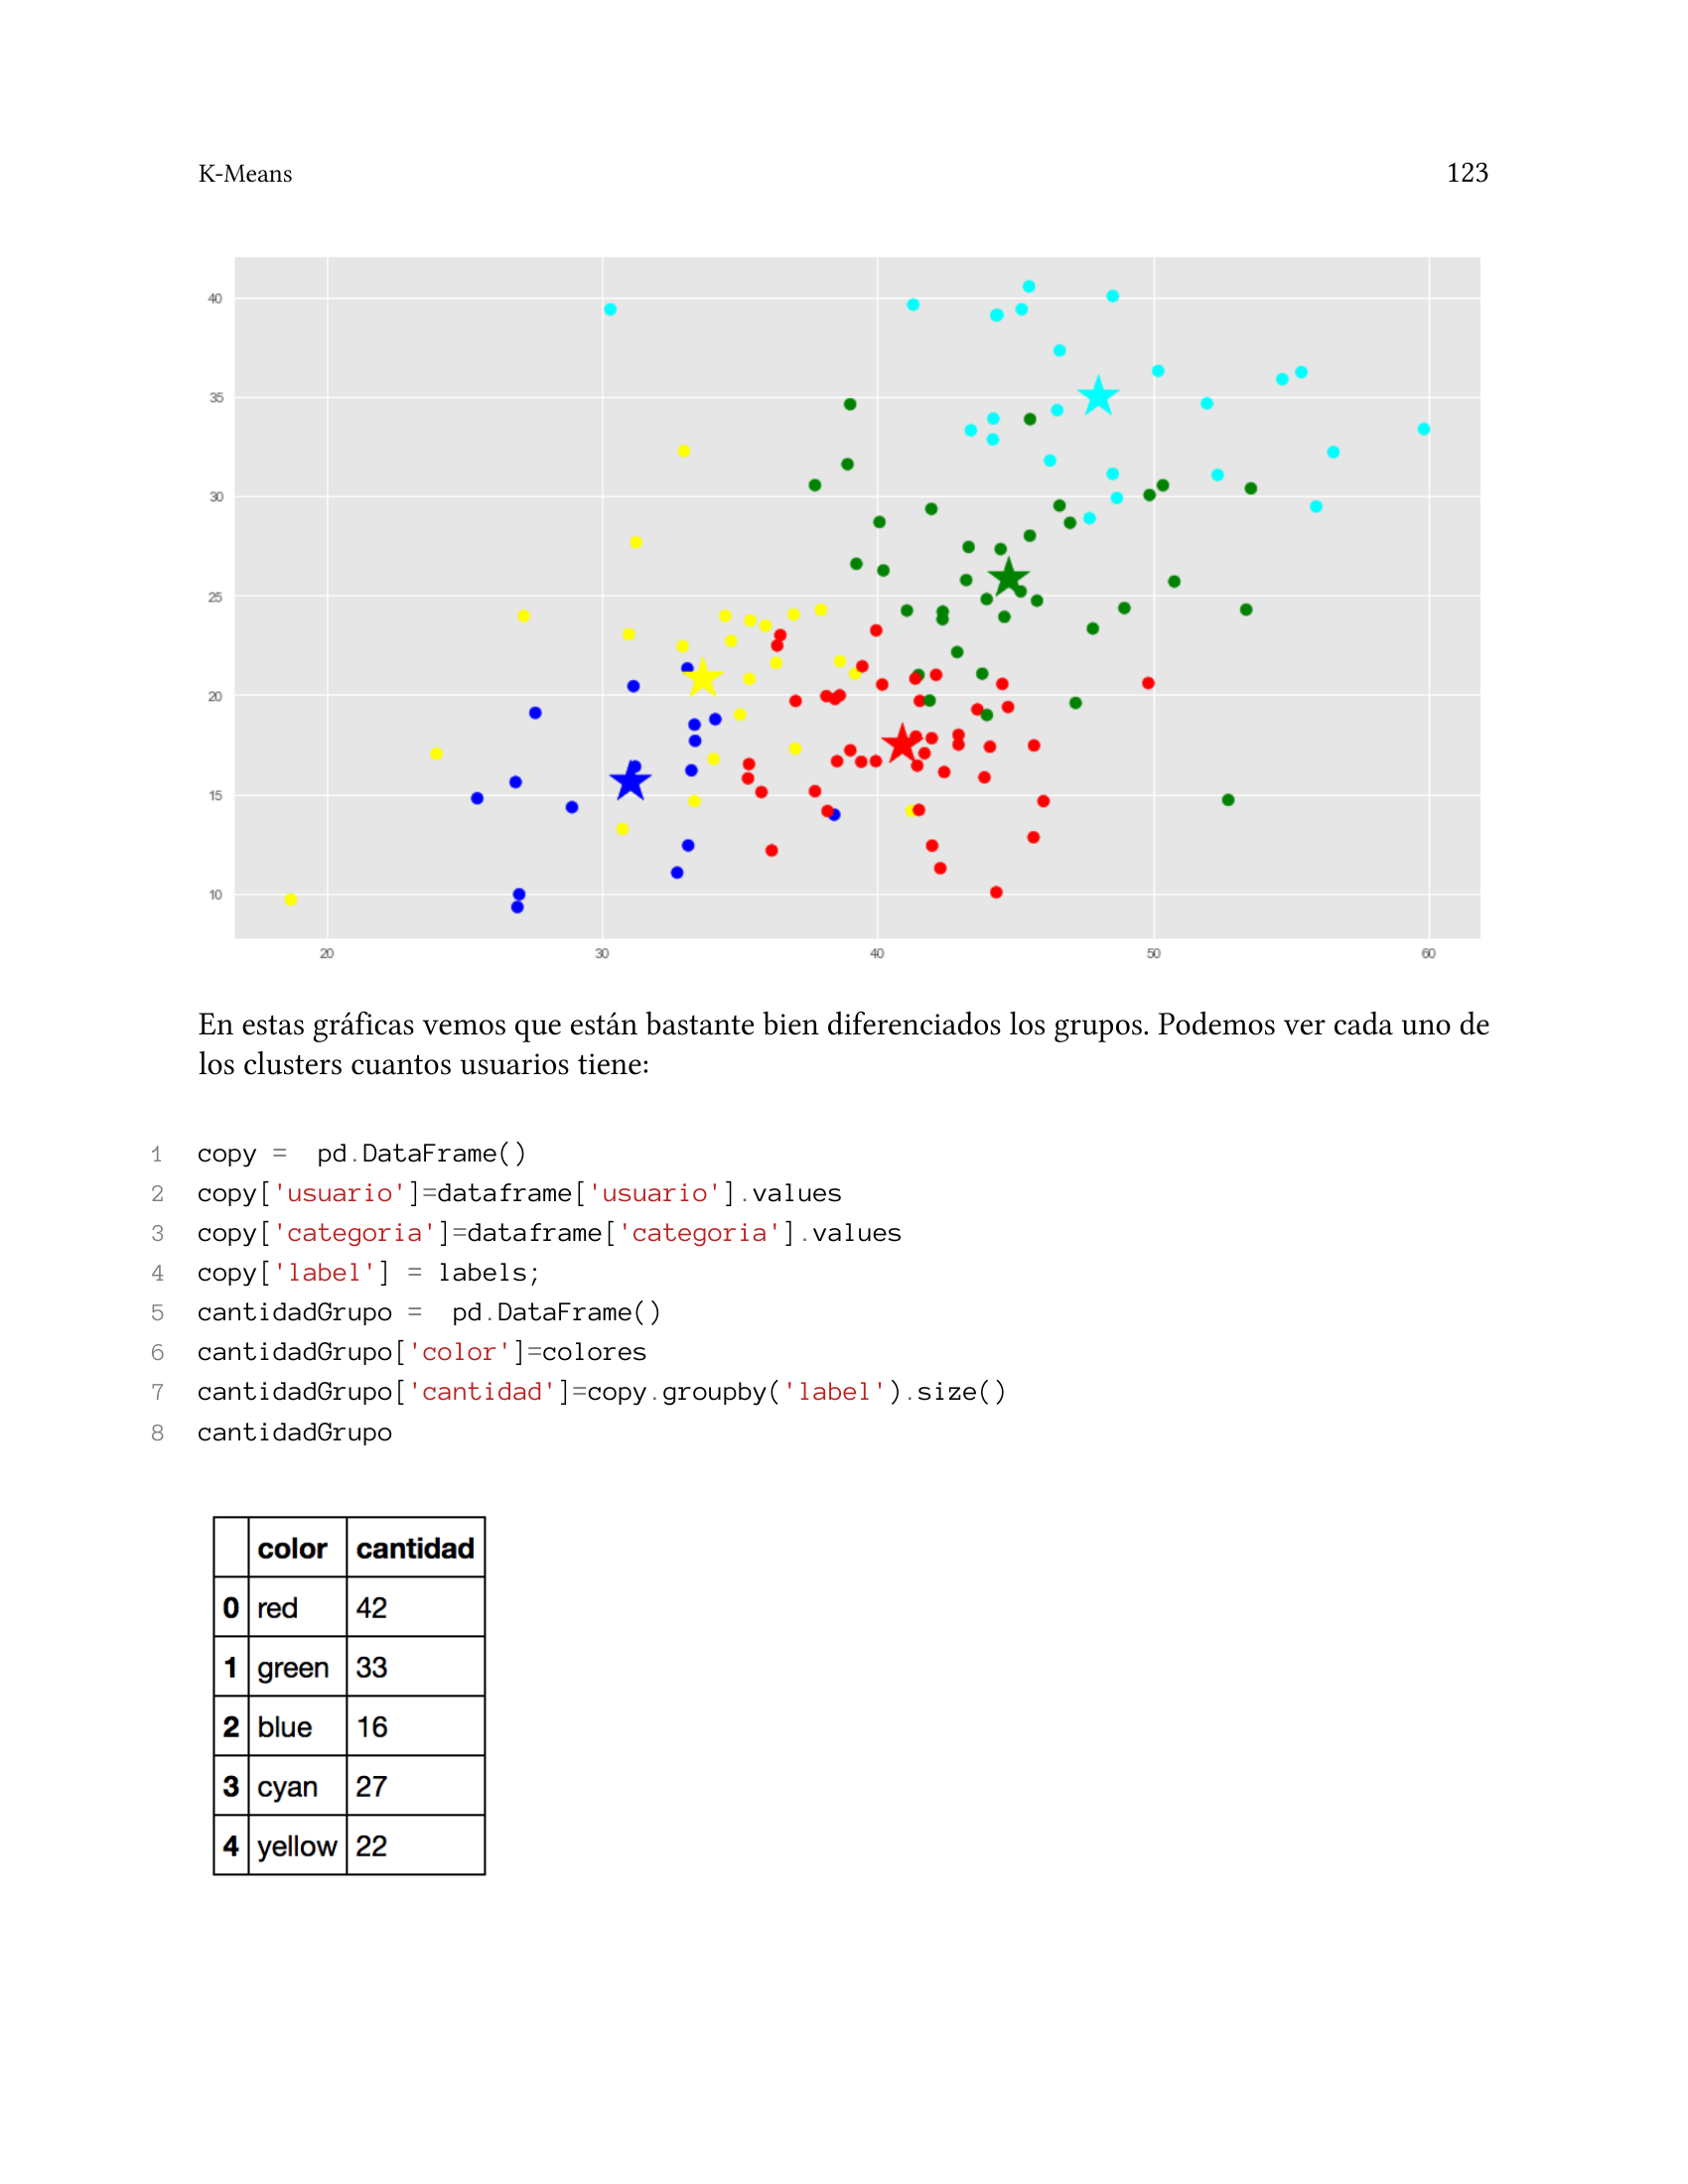 K-Means 123
40
35
30
25
20
15
10
20 30 40 50 60
En estas gráficas vemos que están bastante bien diferenciados los grupos. Podemos ver cada uno de
los clusters cuantos usuarios tiene:
1 copy =  pd.DataFrame()
2 copy['usuario']=dataframe['usuario'].values
3 copy['categoria']=dataframe['categoria'].values
4 copy['label'] = labels;
5 cantidadGrupo =  pd.DataFrame()
6 cantidadGrupo['color']=colores
7 cantidadGrupo['cantidad']=copy.groupby('label').size()
8 cantidadGrupo
color cantidad
0 red 42
1 green 33
2 blue 16
3 cyan 27
4 yellow 22